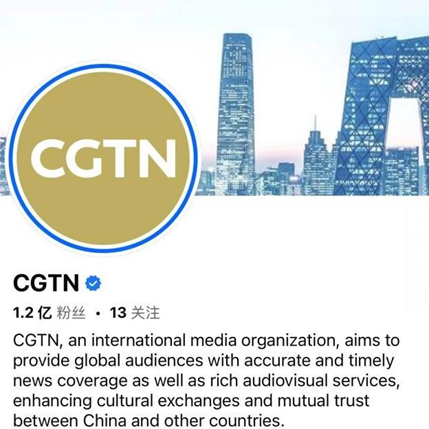 CGTN
CGTN
1.2 亿 粉丝 • 13 关注
CGTN, an international media organization, aims to
provide global audiences with accurate and timely
news coverage as well as rich audiovisual services,
enhancing cultural exchanges and mutual trust
between China and other countries.